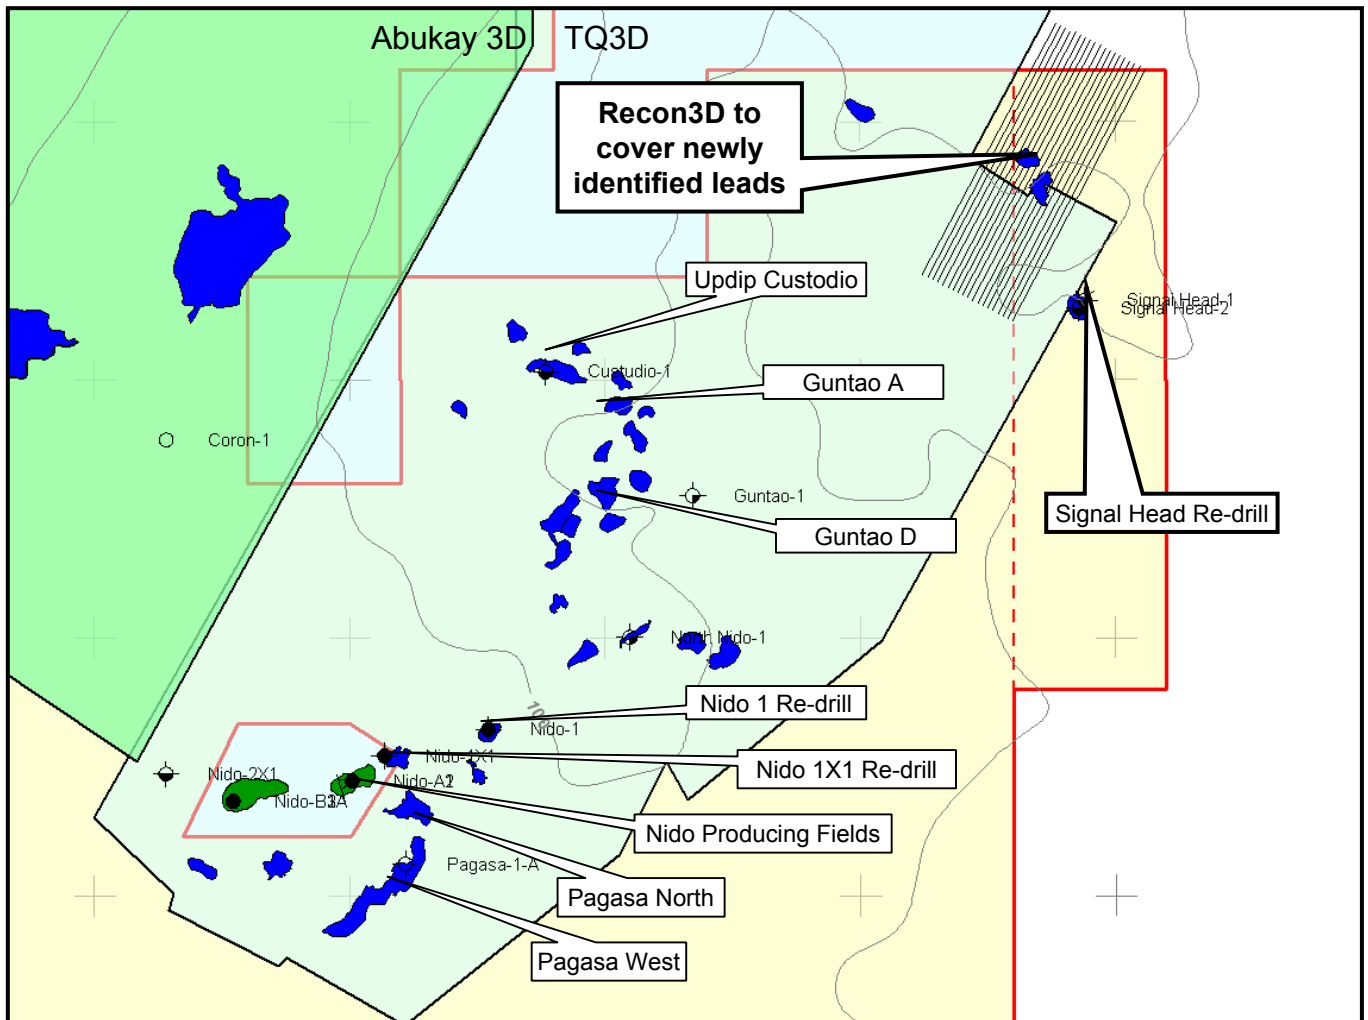 Abukay 3D
TQ3D
Recon3D to
cover newly
identified leads
Updip Custodio
Signal Head-1
Signal Head-2
Custudio-1
Guntao A
Coron-1
Guntao-1
Signal Head Re-drill
Guntao D
North Nido-1
Nido 1 Re-drill
Nido-1
Nido-1X1
Nido 1X1 Re-drill
Nido-2X1
Nido Producing Fields
Pagasa-1-A
Pagasa North
Pagasa West